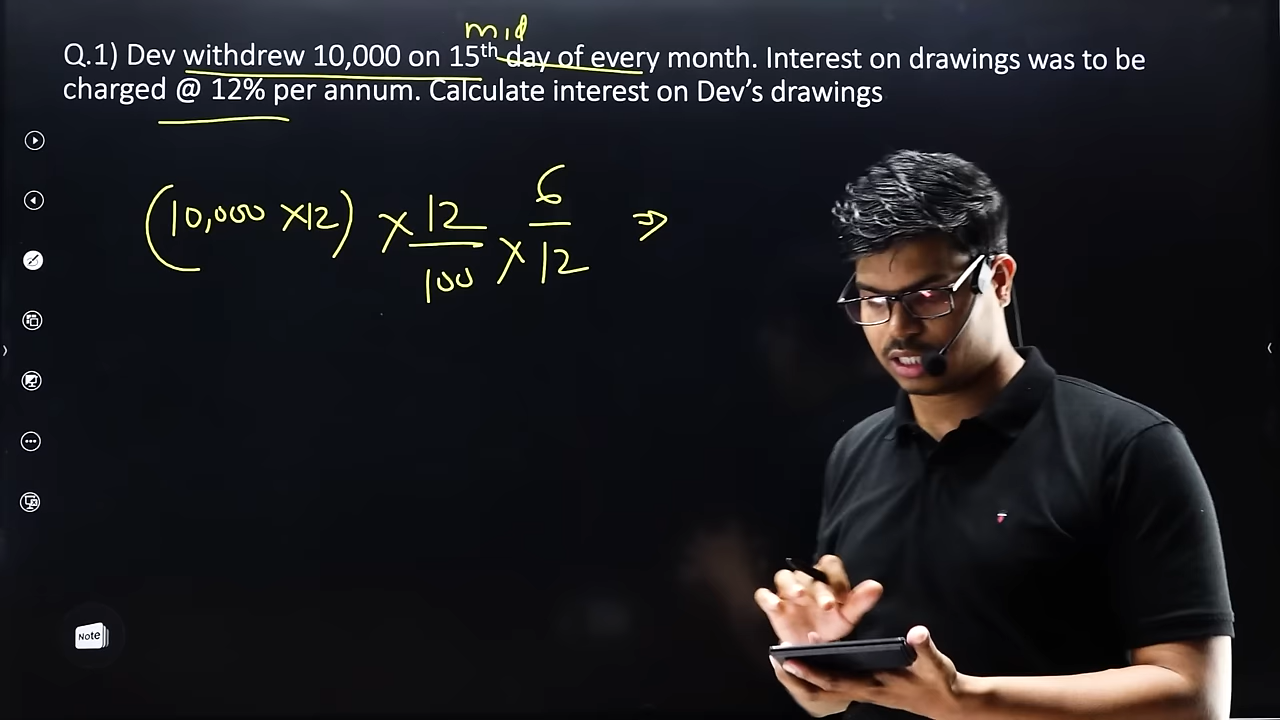 mid
Q.1) Dev withdrew 10,000 on 15th day of every month. Interest on drawings was to be
charged @ 12% per annum. Calculate interest on Dev’s drawings
(10,000 ×12) × 12/100 × 6/12 ⇒
Note